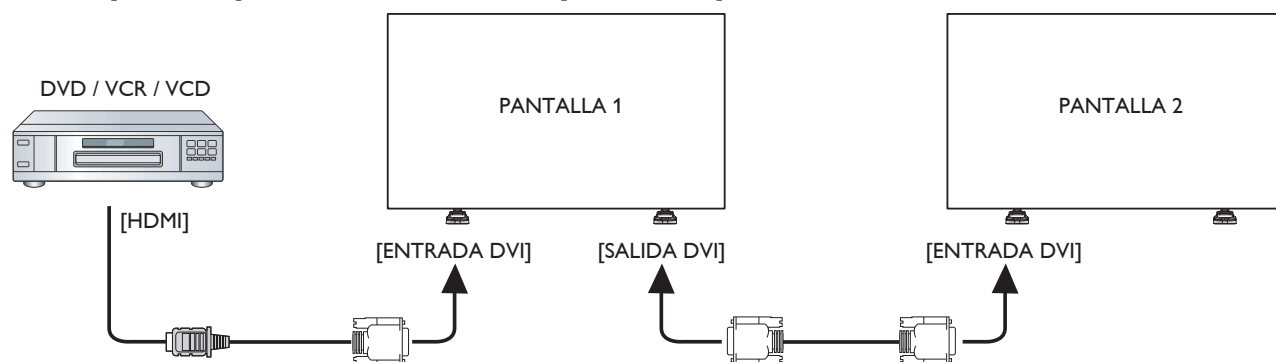 DVD / VCR / VCD
PANTALLA 1
PANTALLA 2
[HDMI]
[ENTRADA DVI]
[SALIDA DVI]
[ENTRADA DVI]